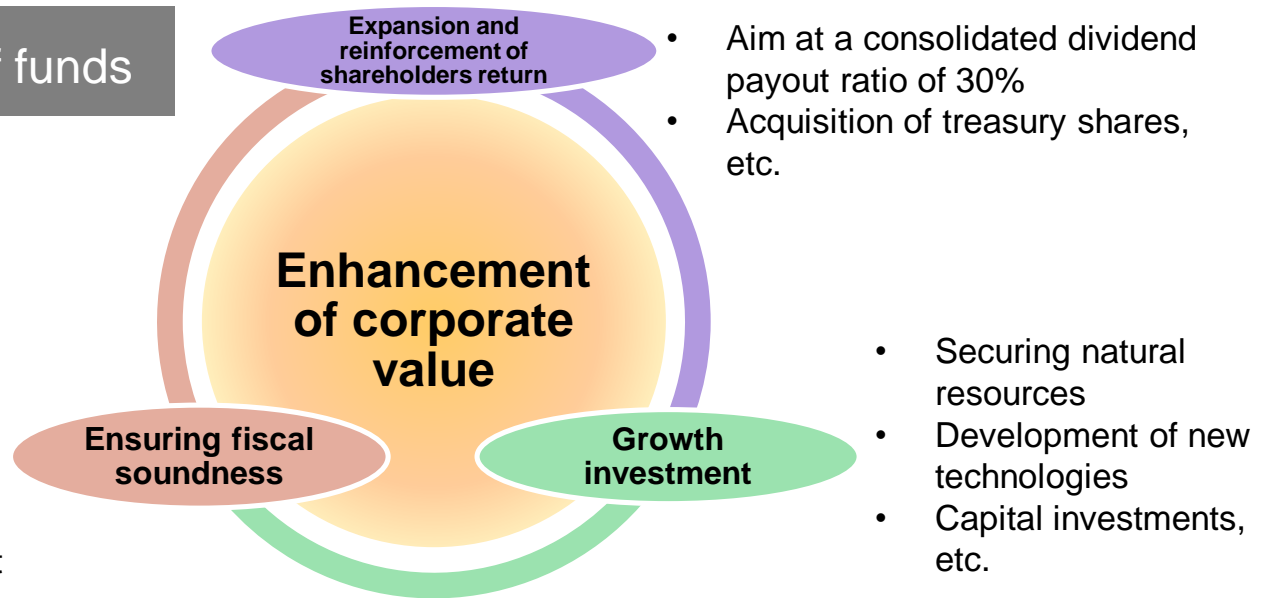 funds
Expansion and
reinforcement of
shareholders return
• Aim at a consolidated dividend
payout ratio of 30%
• Acquisition of treasury shares,
etc.
Enhancement
of corporate
value
• Securing natural
resources
• Development of new
technologies
• Capital investments,
etc.
Ensuring fiscal
soundness
Growth
investment